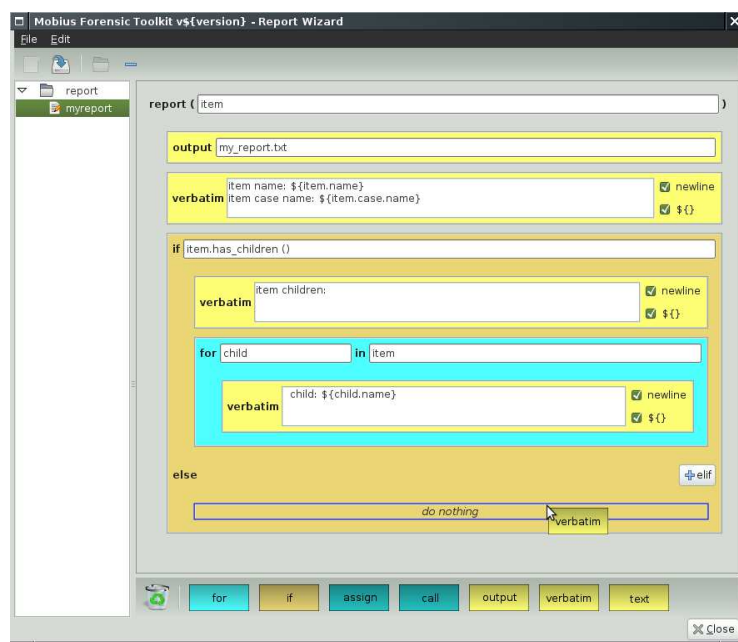 Mobius Forensic Toolkit v${version} - Report Wizard
File Edit
report
myreport
report ( item )
output my_report.txt
verbatim
item name: ${item.name}
item case name: ${item.case.name}
newline
${}
if item.has_children ()
verbatim
item children:
newline
${}
for child in item
verbatim
child: ${child.name}
newline
${}
else
elif
do nothing
verbatim
for if assign call output verbatim text
Close